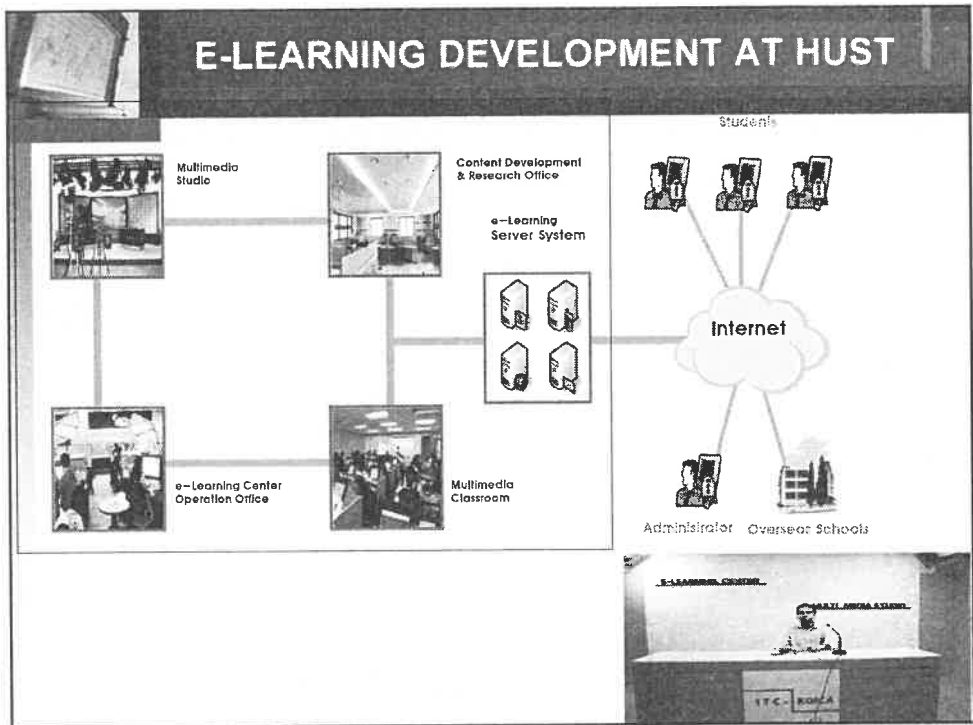 E-LEARNING DEVELOPMENT AT HUST
Students
Multimedia
Studio
Content Development
& Research Office
e-Learning
Server System
Internet
e-Learning Center
Operation Office
Multimedia
Classroom
Administrator
Overseas Schools
E-LEARNING CENTER
MULTI MEDIA STUDIO
ITC - KOICA